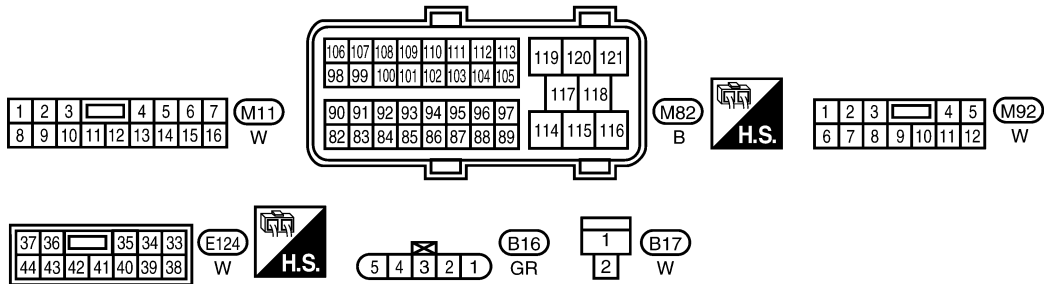 106 107 108 109 110 111 112 113
98 99 100 101 102 103 104 105
90 91 92 93 94 95 96 97
82 83 84 85 86 87 88 89
119 120 121
117 118
114 115 116
M82
B
H.S.
1 2 3 4 5 6 7
8 9 10 11 12 13 14 15 16
M11
W
1 2 3 4 5
6 7 8 9 10 11 12
M92
W
37 36 35 34 33
44 43 42 41 40 39 38
E124
W
H.S.
5 4 3 2 1
B16
GR
1
2
B17
W